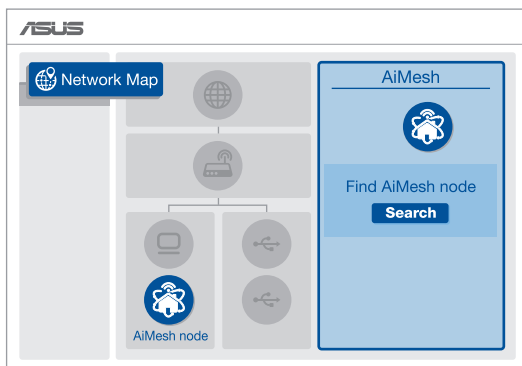 ASUS
Network Map
AiMesh
Find AiMesh node
Search
AiMesh node